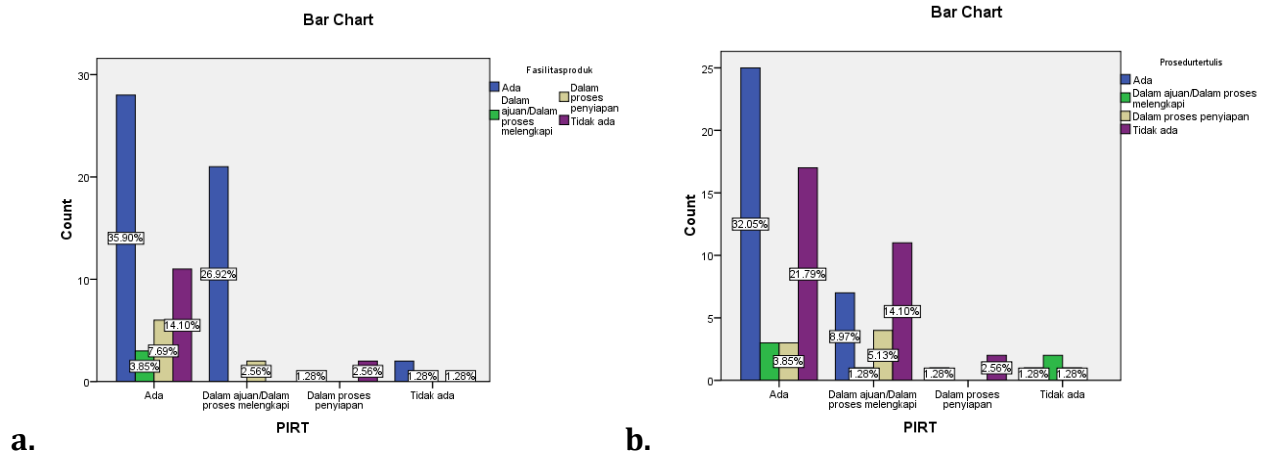 Bar Chart
Fasilitasproduk
Ada
Dalam
ajuan/Dalam
proses
melengkapi
Dalam
proses
penyiapan
Tidak ada
Count
30
20
10
0
35.90%
3.85%
7.69%
14.10%
26.92%
2.56%
1.28%
2.56%
1.28%
1.28%
Ada
Dalam ajuan/Dalam
proses melengkapi
Dalam proses
penyiapan
Tidak ada
PIRT
a.
Bar Chart
Prosedurtertulis
Ada
Dalam ajuan/Dalam proses
melengkapi
Dalam proses penyiapan
Tidak ada
Count
25
20
15
10
5
0
32.05%
3.85%
21.79%
8.97%
1.28%
5.13%
14.10%
1.28%
2.56%
1.28%
1.28%
Ada
Dalam ajuan/Dalam
proses melengkapi
Dalam proses
penyiapan
Tidak ada
PIRT
b.